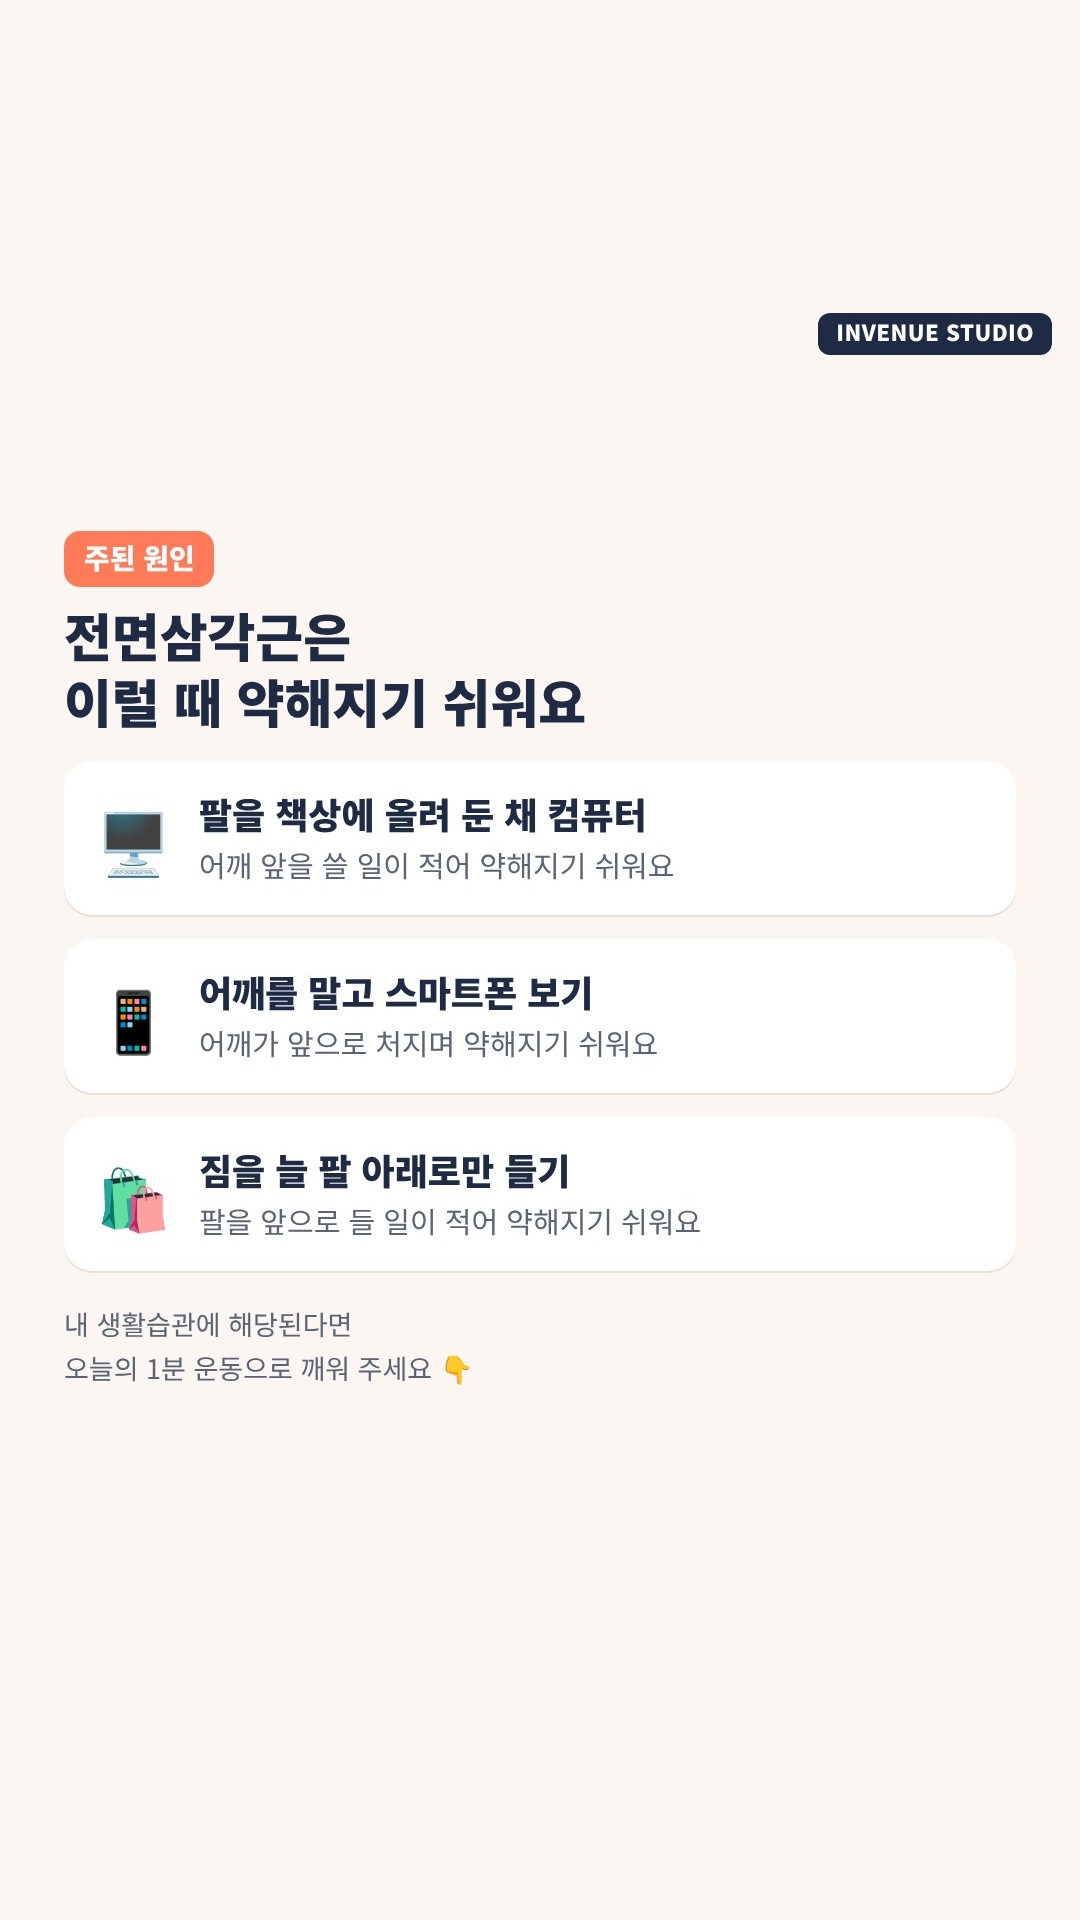 INVENUE STUDIO
주된 원인
전면삼각근은
이럴 때 약해지기 쉬워요
팔을 책상에 올려 둔 채 컴퓨터
어깨 앞을 쓸 일이 적어 약해지기 쉬워요
어깨를 말고 스마트폰 보기
어깨가 앞으로 처지며 약해지기 쉬워요
짐을 늘 팔 아래로만 들기
팔을 앞으로 들 일이 적어 약해지기 쉬워요
내 생활습관에 해당된다면
오늘의 1분 운동으로 깨워 주세요 👇